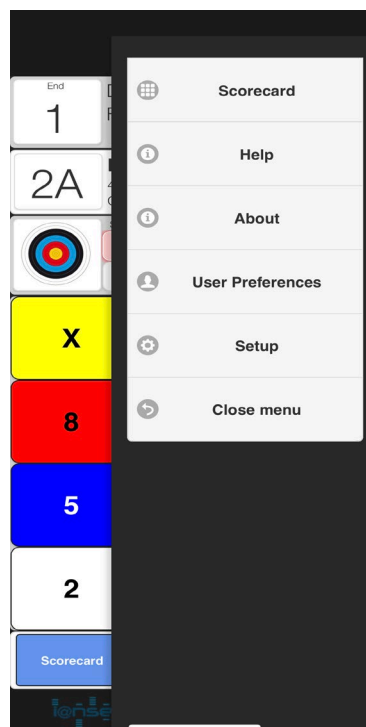 End
1
2A
X
8
5
2
Scorecard
Scorecard
Help
About
User Preferences
Setup
Close menu